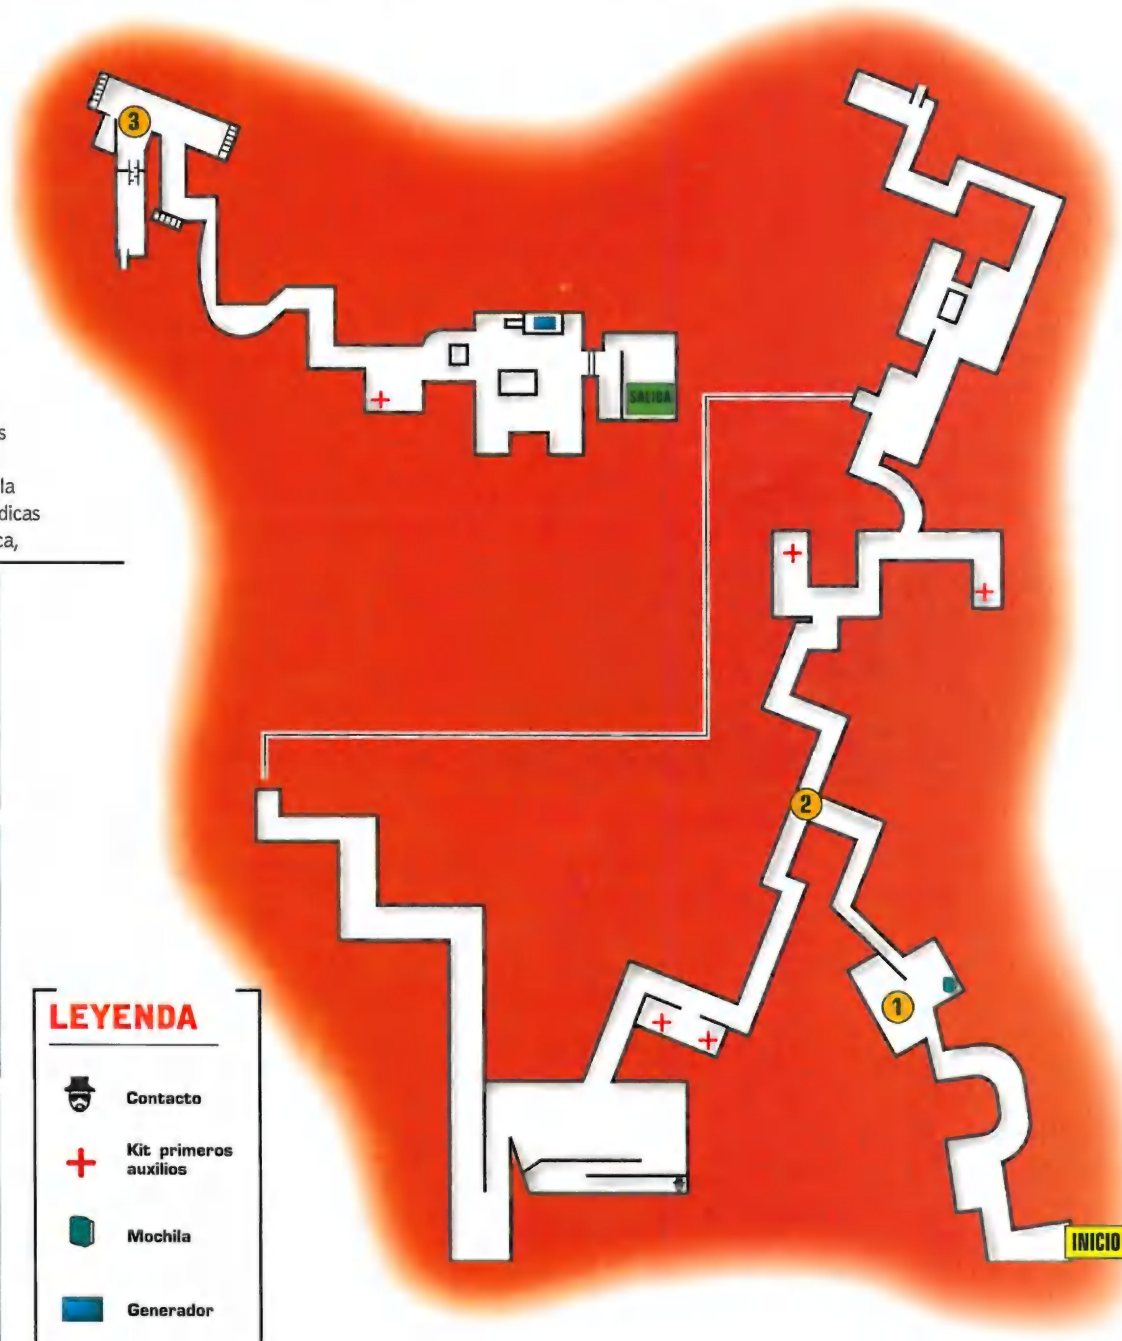 3
SALIDA
s
la
dicas
ca,
2
1
INICIO
LEYENDA
Contacto
Kit primeros
auxilios
Mochila
Generador